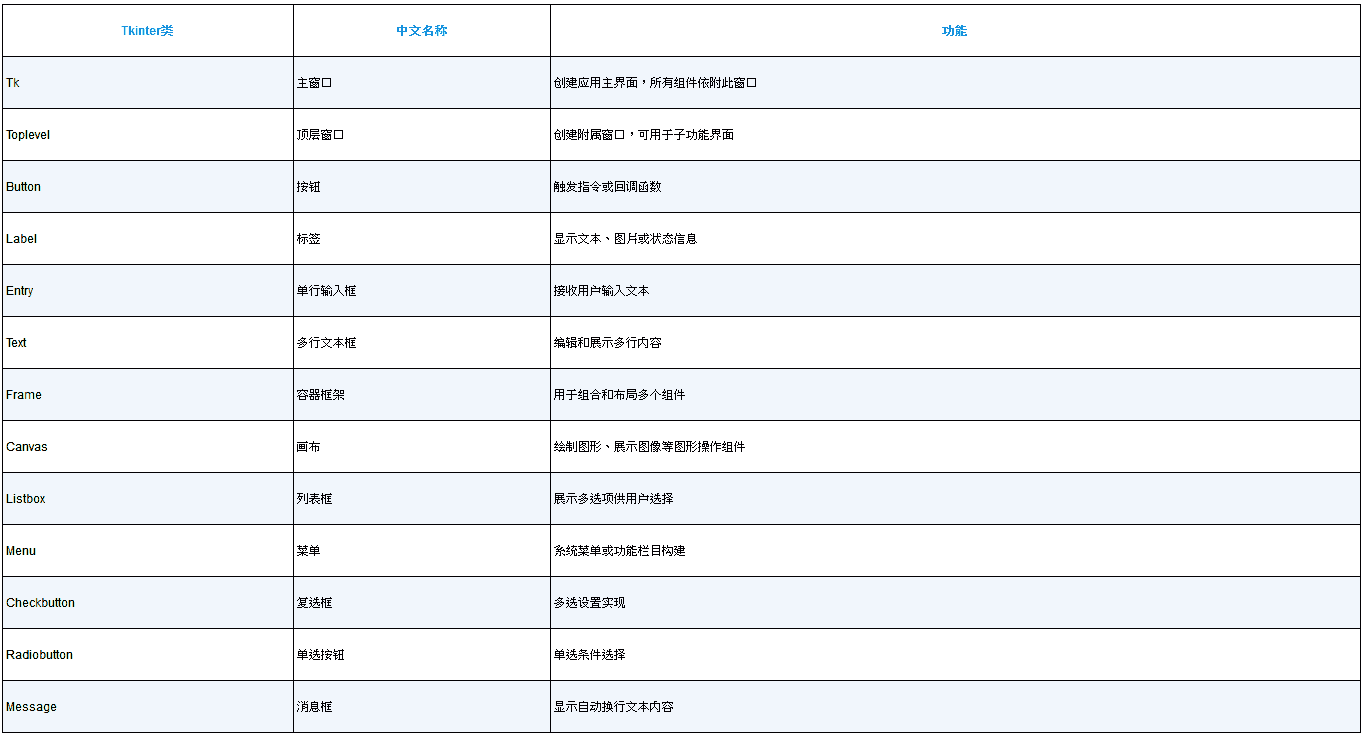 Tkinter类 中文名称 功能
Tk 主窗口 创建应用主界面，所有组件依附此窗口
Toplevel 顶层窗口 创建附属窗口，可用于子功能界面
Button 按钮 触发指令或回调函数
Label 标签 显示文本、图片或状态信息
Entry 单行输入框 接收用户输入文本
Text 多行文本框 编辑和展示多行内容
Frame 容器框架 用于组合和布局多个组件
Canvas 画布 绘制图形、展示图像等图形操作组件
Listbox 列表框 展示多选项供用户选择
Menu 菜单 系统菜单或功能栏目构建
Checkbutton 复选框 多选设置实现
Radiobutton 单选按钮 单选条件选择
Message 消息框 显示自动换行文本内容